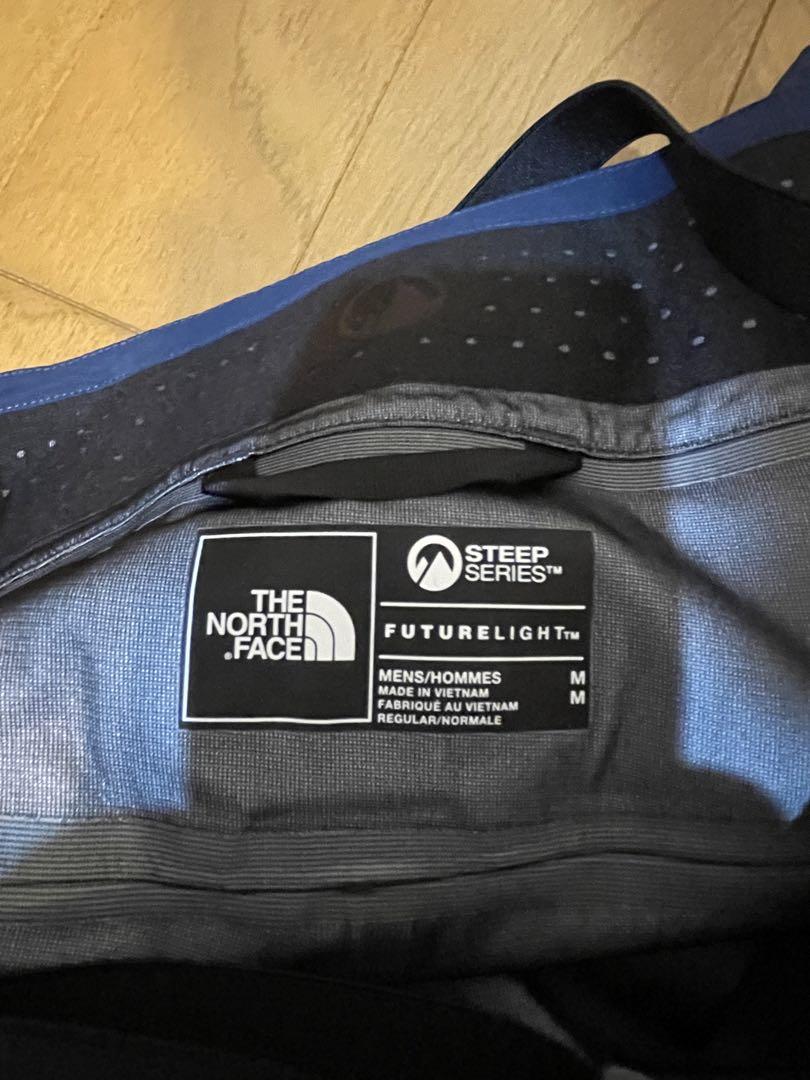 THE
NORTH
FACE
STEEP
SERIES™
FUTURELIGHT™
MENS/HOMMES M
MADE IN VIETNAM M
FABRIQUÉ AU VIETNAM
REGULAR/NORMALE